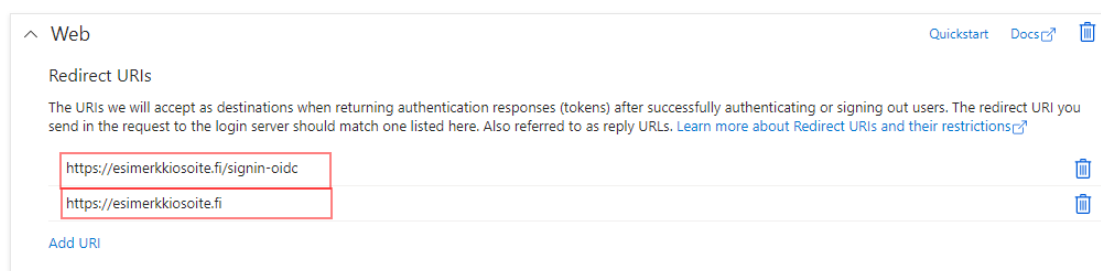 Web
Quickstart
Docs
Redirect URIs
The URIs we will accept as destinations when returning authentication responses (tokens) after successfully authenticating or signing out users. The redirect URI you
send in the request to the login server should match one listed here. Also referred to as reply URLs. Learn more about Redirect URIs and their restrictions
https://esimerkkiosoite.fi/signin-oidc
https://esimerkkiosoite.fi
Add URI